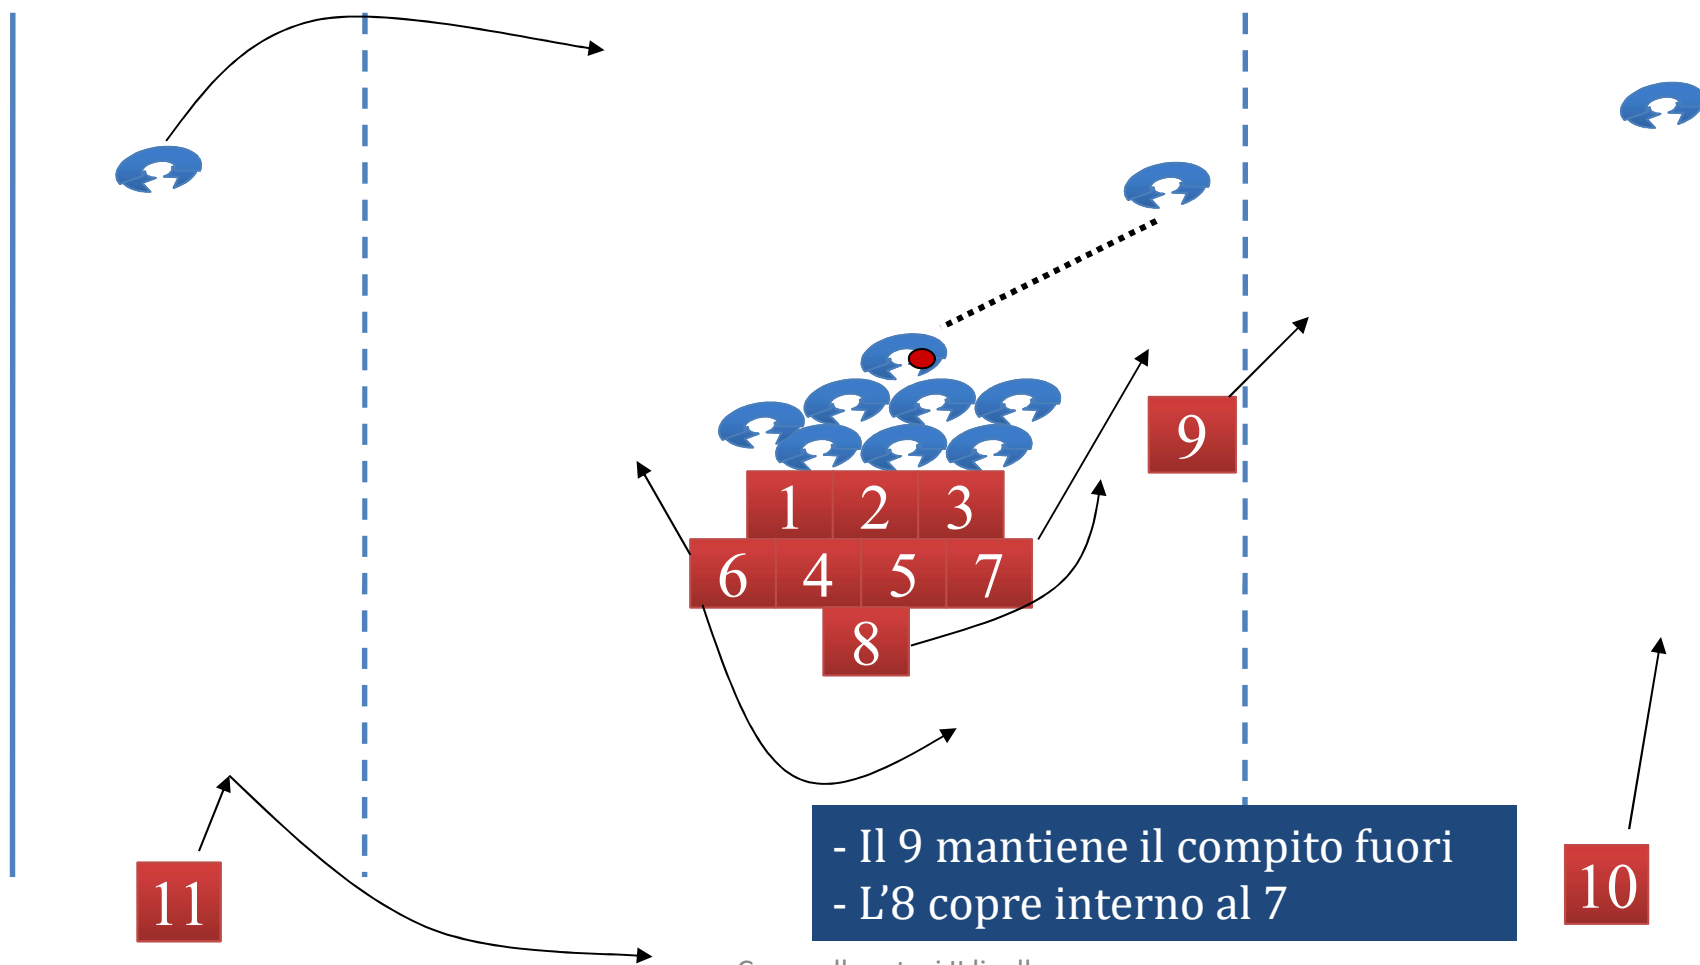 9
1 2 3
6 4 5 7
8
11
10
- Il 9 mantiene il compito fuori
- L’8 copre interno al 7